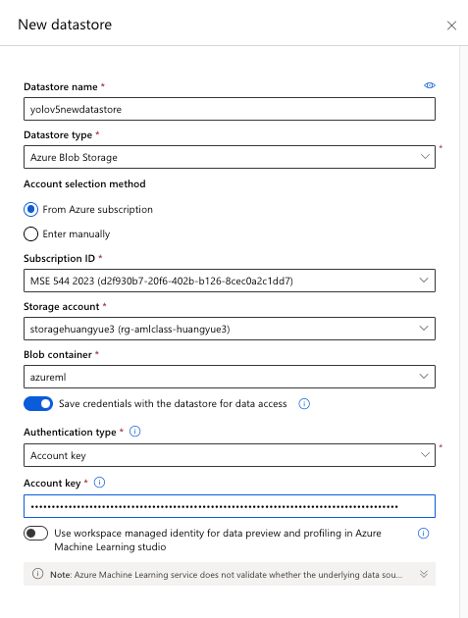 New datastore
Datastore name *
yolov5newdatastore
Datastore type *
Azure Blob Storage
*
Account selection method
From Azure subscription
Enter manually
Subscription ID *
MSE 544 2023 (d2f930b7-20f6-402b-b126-8cec0a2c1dd7)
Storage account *
storagehuangyue3 (rg-amlclass-huangyue3)
Blob container *
azureml
Save credentials with the datastore for data access
Authentication type *
Account key
*
Account key *
Use workspace managed identity for data preview and profiling in Azure
Machine Learning studio
Note: Azure Machine Learning service does not validate whether the underlying data sou...